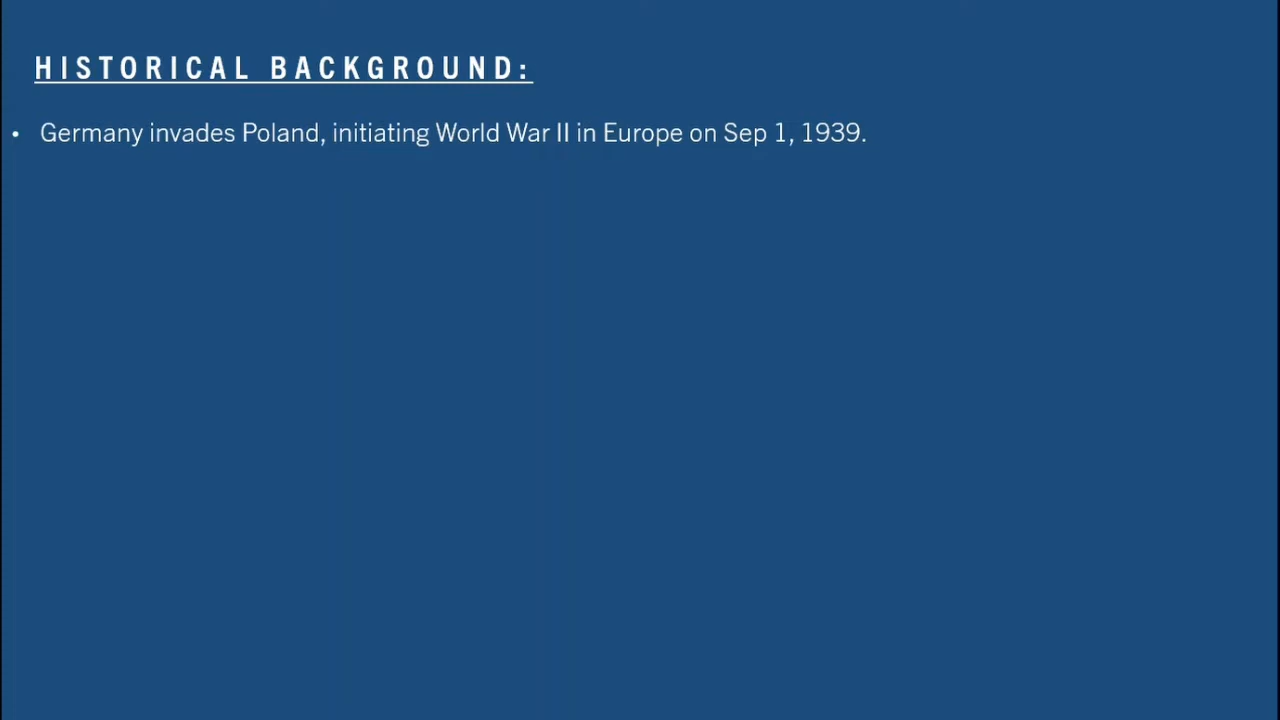 HISTORICAL BACKGROUND:
• Germany invades Poland, initiating World War II in Europe on Sep 1, 1939.